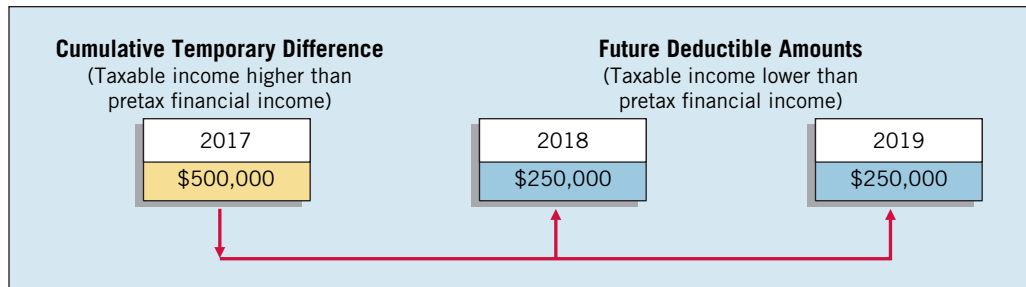 Cumulative Temporary Difference
(Taxable income higher than
pretax financial income)
2017
$500,000
Future Deductible Amounts
(Taxable income lower than
pretax financial income)
2018
$250,000
2019
$250,000